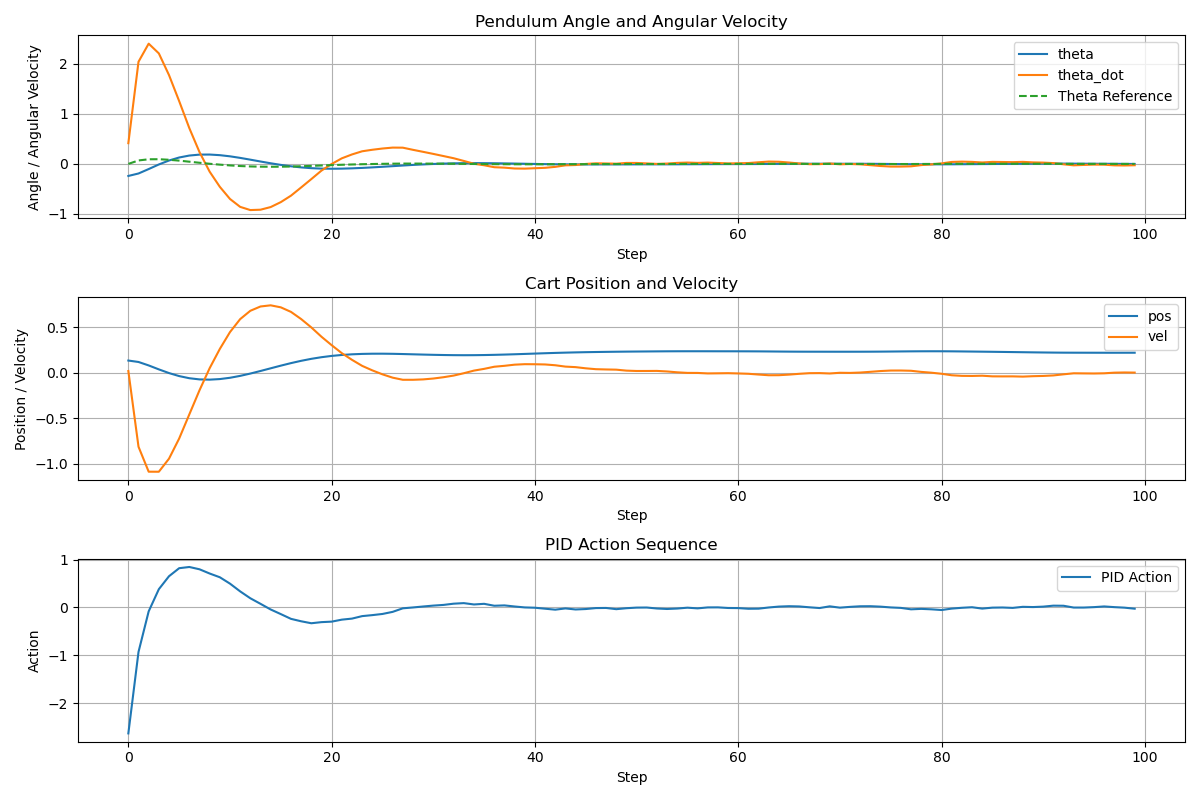 Pendulum Angle and Angular Velocity
Angle / Angular Velocity
2
1
0
−1
theta
theta_dot
Theta Reference
0 20 40 60 80 100
Step
Cart Position and Velocity
Position / Velocity
0.5
0.0
−0.5
−1.0
pos
vel
0 20 40 60 80 100
Step
PID Action Sequence
Action
1
0
−1
−2
PID Action
0 20 40 60 80 100
Step